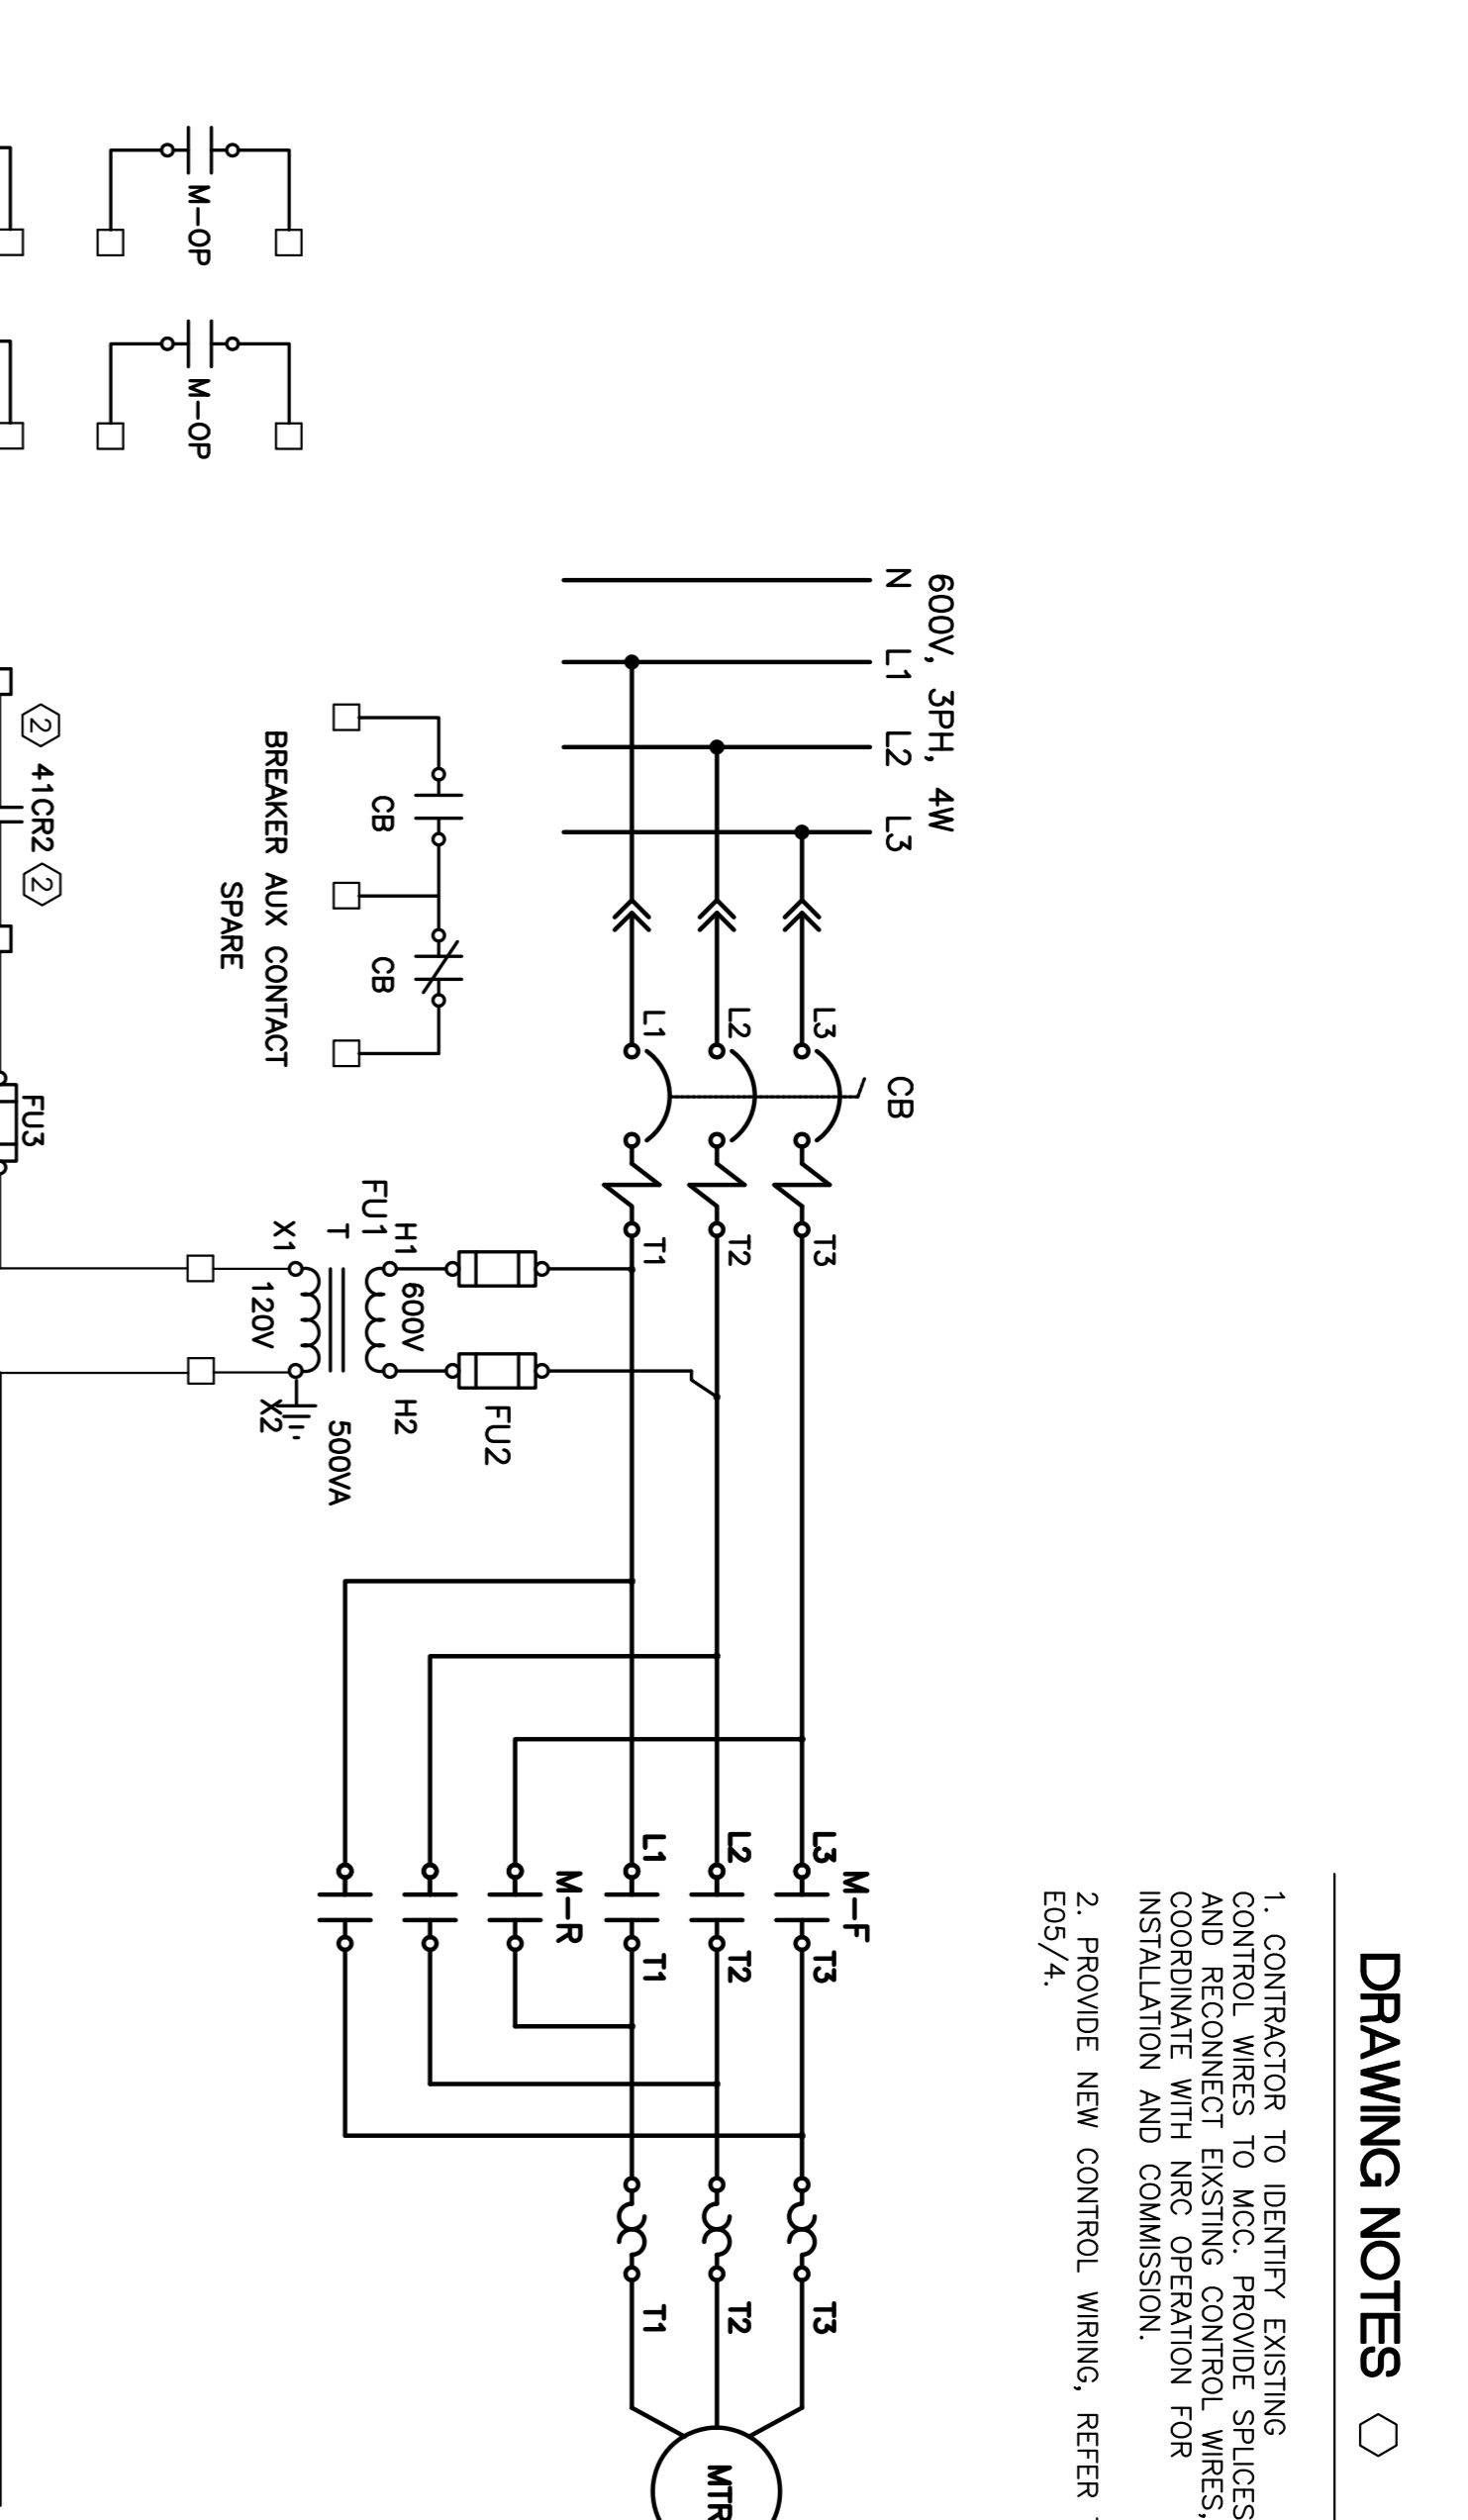 DRAWING NOTES
1. CONTRACTOR TO IDENTIFY EXISTING
CONTROL WIRES TO MCC. PROVIDE SPLICES
AND RECONNECT EXSTING CONTROL WIRES,
COORDINATE WITH NRC OPERATION FOR
INSTALLATION AND COMMISSION.
2. PROVIDE NEW CONTROL WIRING, REFER
E05/4.
600V, 3PH, 4W
N L1 L2 L3
CB
L3 T3
L2 T2
L1 T1
M-F
L3 T3 T3
L2 T2 T2
L1 T1 T1
MTR
M-R
FU2
CB CB
H1 600V H2
FU1
T 500VA
BREAKER AUX CONTACT
SPARE
X1 X2
120V
M-OP M-OP
2 41CR2 2
FU3